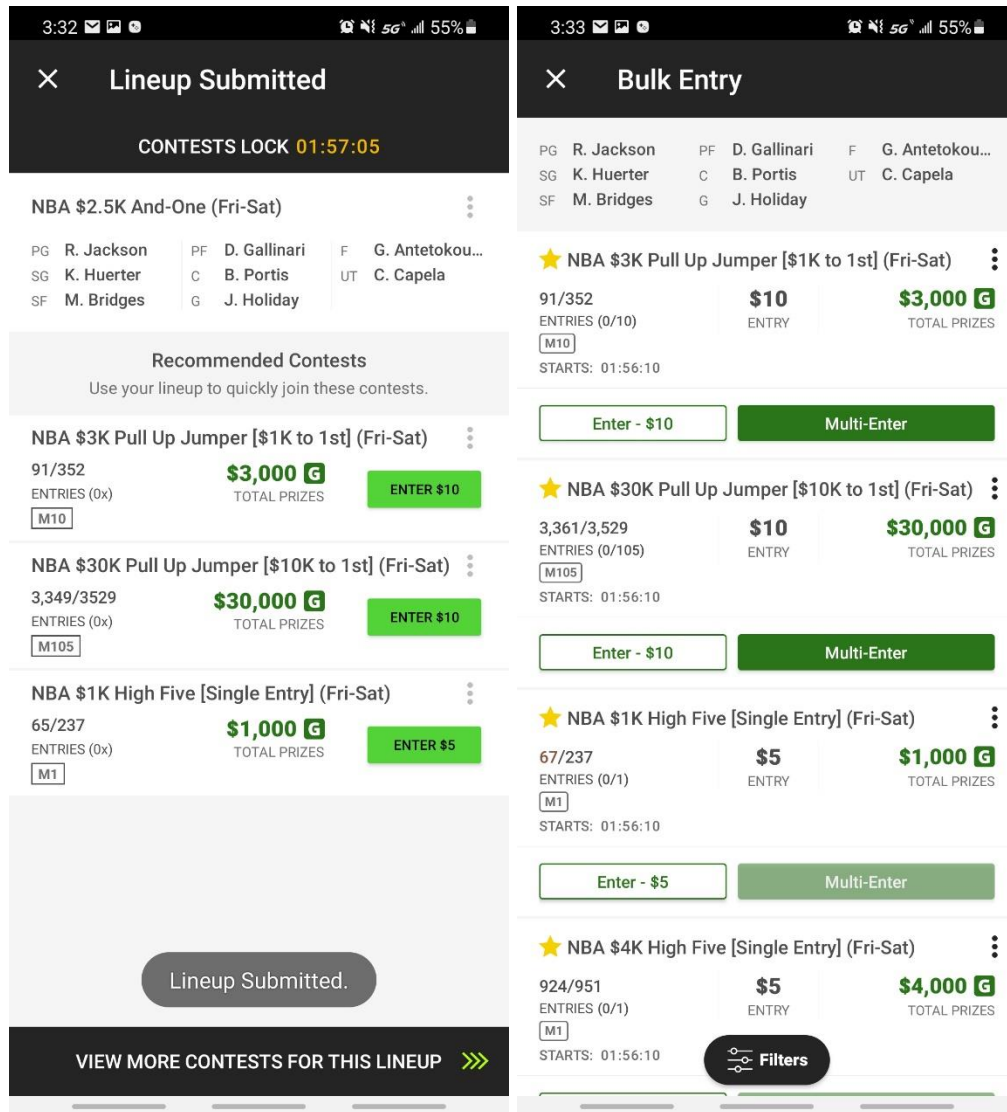 3:32 5G 55%
Lineup Submitted
CONTESTS LOCK 01:57:05
NBA $2.5K And-One (Fri-Sat)
PG R. Jackson PF D. Gallinari F G. Antetokou...
SG K. Huerter C B. Portis UT C. Capela
SF M. Bridges G J. Holiday
Recommended Contests
Use your lineup to quickly join these contests.
NBA $3K Pull Up Jumper [$1K to 1st] (Fri-Sat)
91/352 $3,000 G
ENTRIES (0x) TOTAL PRIZES ENTER $10
M10
NBA $30K Pull Up Jumper [$10K to 1st] (Fri-Sat)
3,349/3529 $30,000 G
ENTRIES (0x) TOTAL PRIZES ENTER $10
M105
NBA $1K High Five [Single Entry] (Fri-Sat)
65/237 $1,000 G
ENTRIES (0x) TOTAL PRIZES ENTER $5
M1
Lineup Submitted.
VIEW MORE CONTESTS FOR THIS LINEUP
3:33 5G 55%
Bulk Entry
PG R. Jackson PF D. Gallinari F G. Antetokou...
SG K. Huerter C B. Portis UT C. Capela
SF M. Bridges G J. Holiday
NBA $3K Pull Up Jumper [$1K to 1st] (Fri-Sat)
91/352 $10 $3,000 G
ENTRIES (0/10) ENTRY TOTAL PRIZES
M10
STARTS: 01:56:10
Enter - $10 Multi-Enter
NBA $30K Pull Up Jumper [$10K to 1st] (Fri-Sat)
3,361/3,529 $10 $30,000 G
ENTRIES (0/105) ENTRY TOTAL PRIZES
M105
STARTS: 01:56:10
Enter - $10 Multi-Enter
NBA $1K High Five [Single Entry] (Fri-Sat)
67/237 $5 $1,000 G
ENTRIES (0/1) ENTRY TOTAL PRIZES
M1
STARTS: 01:56:10
Enter - $5 Multi-Enter
NBA $4K High Five [Single Entry] (Fri-Sat)
924/951 $5 $4,000 G
ENTRIES (0/1) ENTRY TOTAL PRIZES
M1
STARTS: 01:56:10
Filters